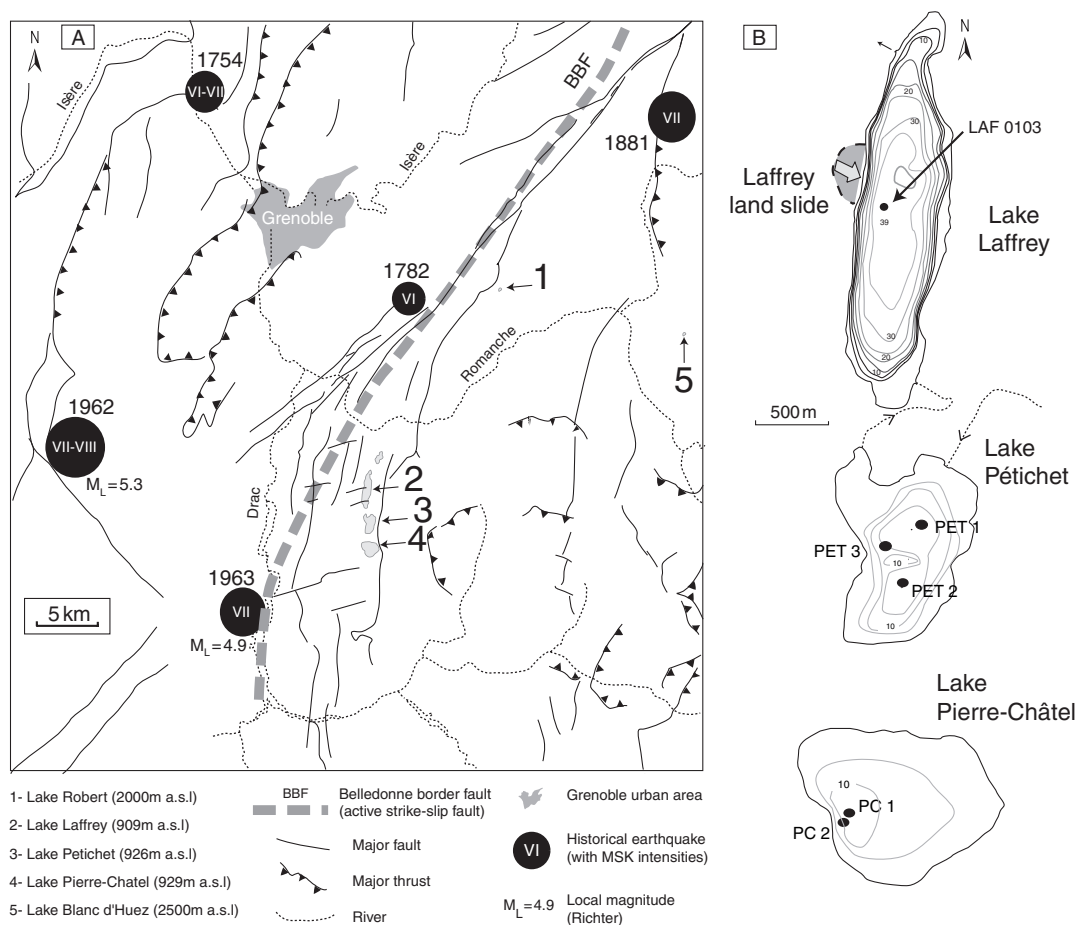 A
N
Isère
1754
VI-VII
BBF
VII
1881
Isère
Grenoble
1782
VI
1
Romanche
5
1962
VII-VIII
ML=5.3
Drac
2
3
4
1963
VII
ML=4.9
5 km
B
N
10
20
30
LAF 0103
Laffrey
land slide
39
Lake
Laffrey
30
20
10
500 m
Lake
Pétichet
PET 1
PET 3
10
PET 2
10
Lake
Pierre-Châtel
10
PC 1
PC 2
1- Lake Robert (2000m a.s.l)
2- Lake Laffrey (909m a.s.l)
3- Lake Petichet (926m a.s.l)
4- Lake Pierre-Chatel (929m a.s.l)
5- Lake Blanc d'Huez (2500m a.s.l)
BBF
Belledonne border fault
(active strike-slip fault)
Major fault
Major thrust
River
Grenoble urban area
VI
Historical earthquake
(with MSK intensities)
ML=4.9
Local magnitude
(Richter)